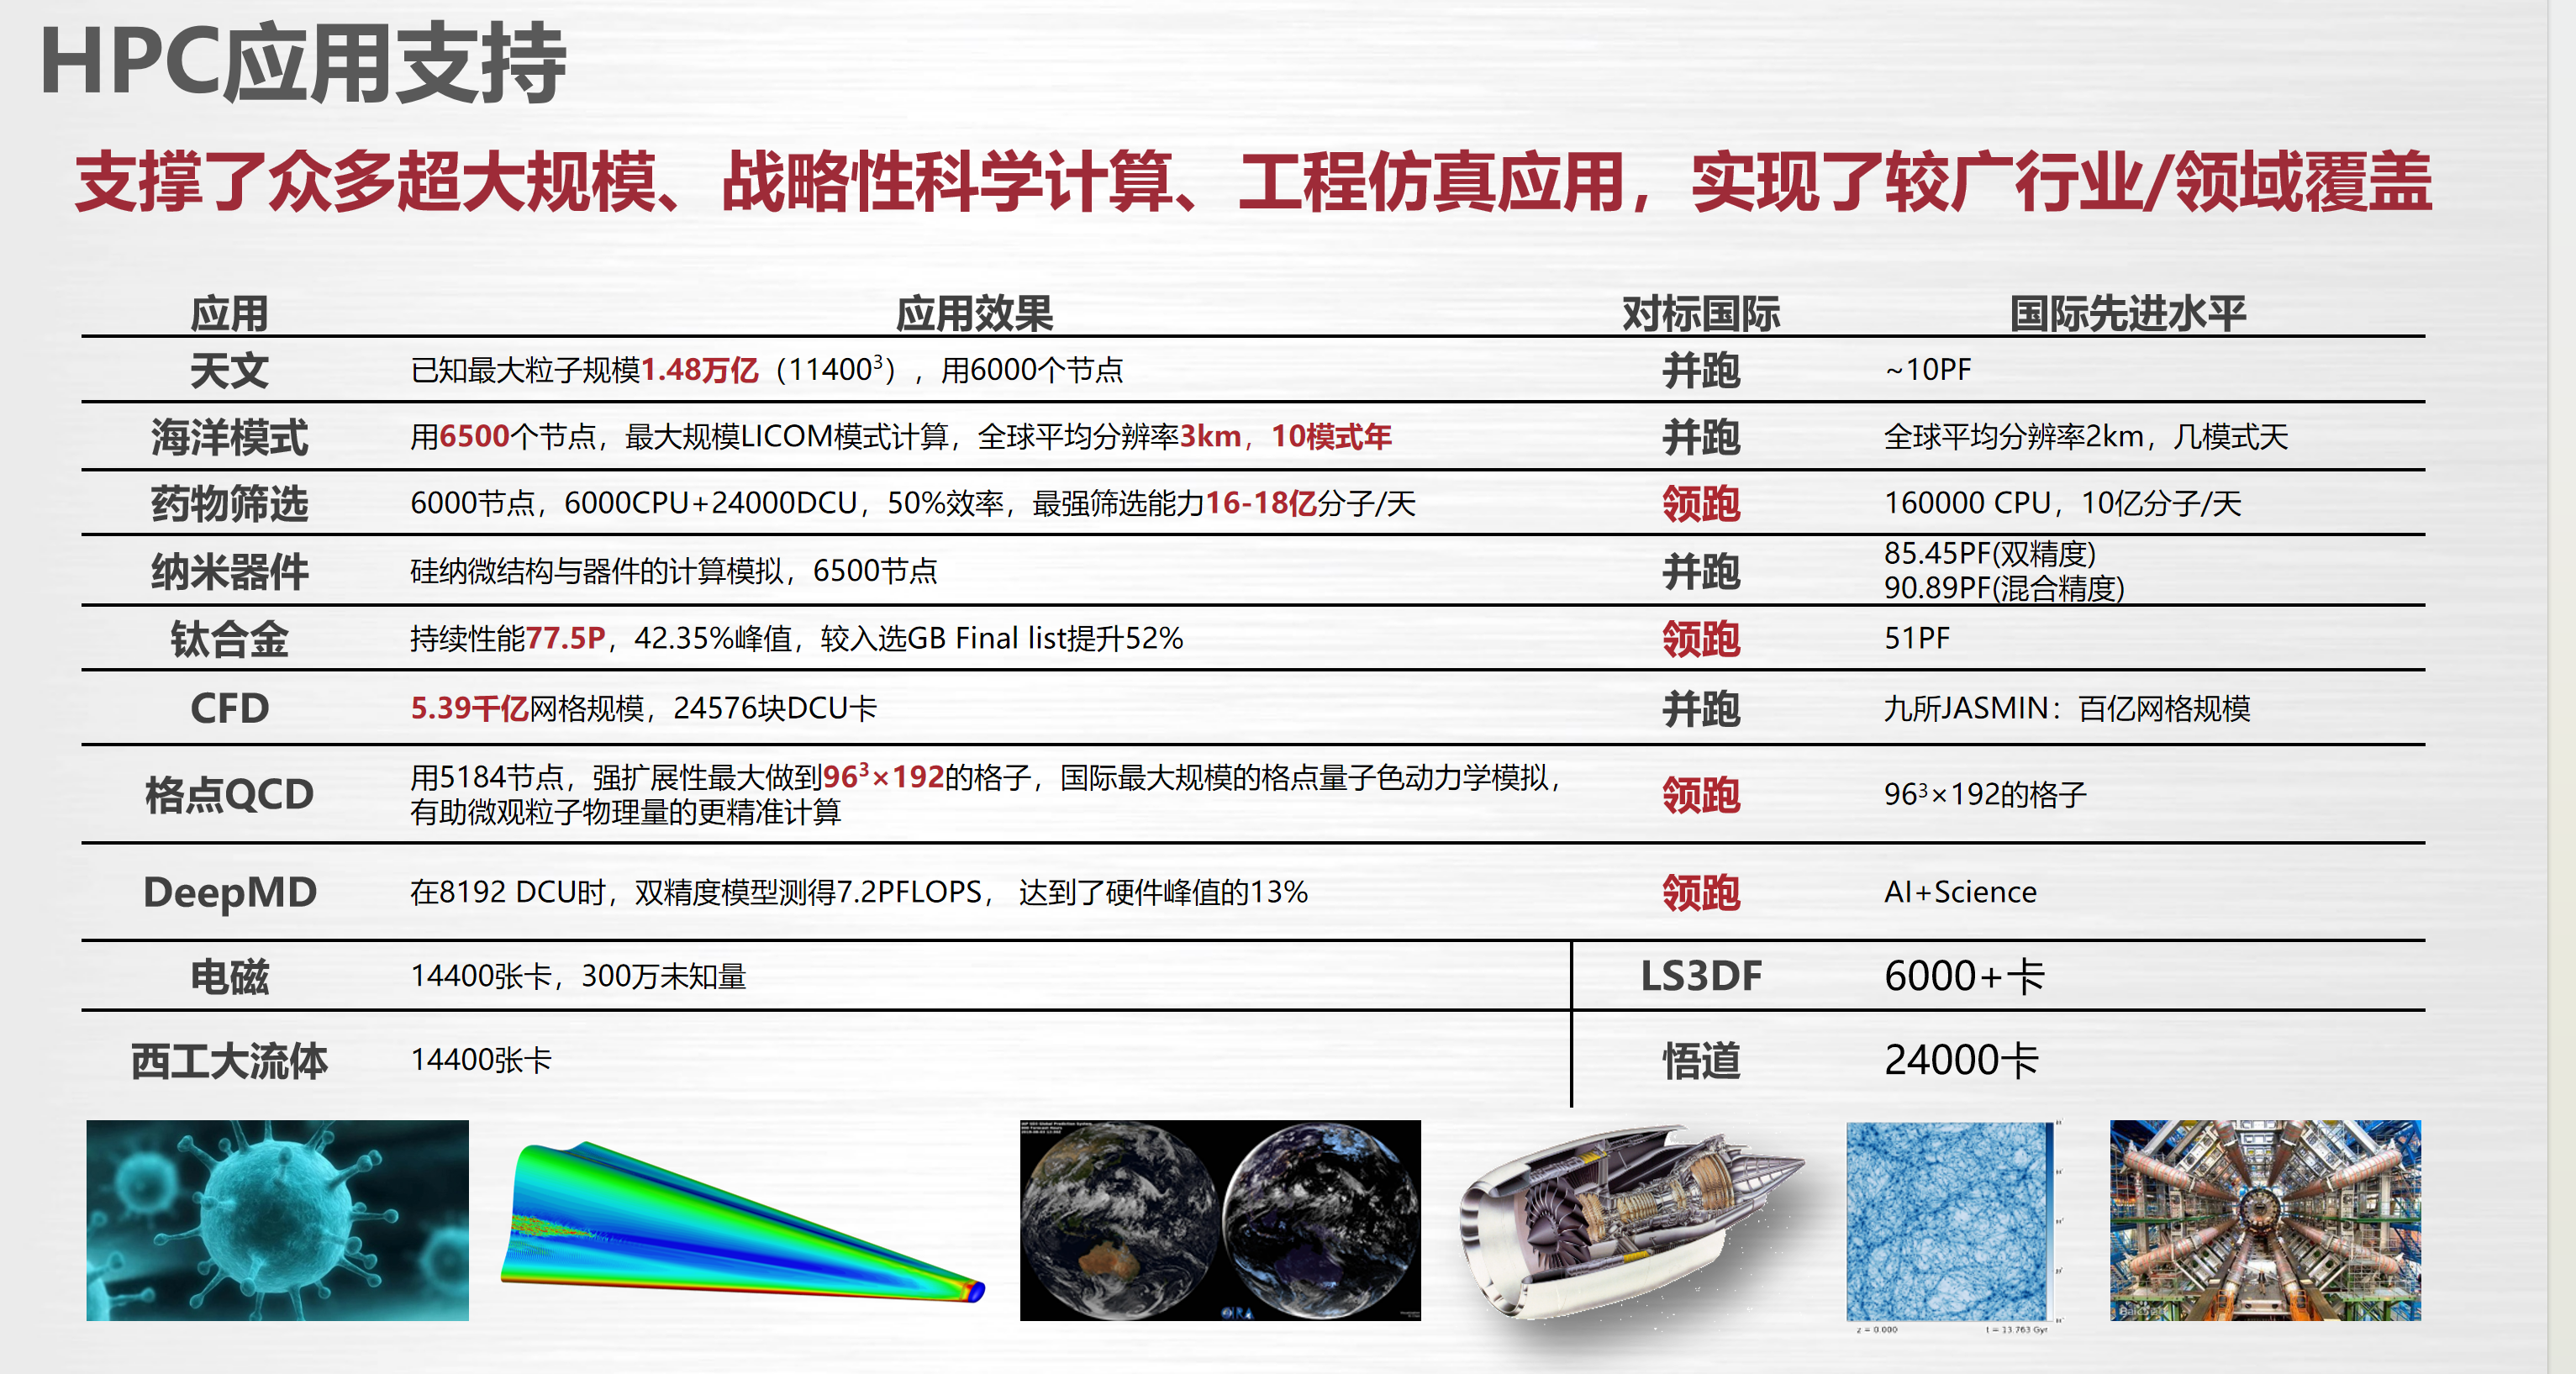 HPC应用支持
支撑了众多超大规模、战略性科学计算、工程仿真应用，实现了较广行业/领域覆盖
应用 应用效果 对标国际 国际先进水平
天文 已知最大粒子规模1.48万亿（11400³），用6000个节点 并跑 ~10PF
海洋模式 用6500个节点，最大规模LICOM模式计算，全球平均分辨率3km，10模式年 并跑 全球平均分辨率2km，几模式天
药物筛选 6000节点，6000CPU+24000DCU，50%效率，最强筛选能力16-18亿分子/天 领跑 160000 CPU，10亿分子/天
纳米器件 硅纳微结构与器件的计算模拟，6500节点 并跑 85.45PF(双精度)
90.89PF(混合精度)
钛合金 持续性能77.5P，42.35%峰值，较入选GB Final list提升52% 领跑 51PF
CFD 5.39千亿网格规模，24576块DCU卡 并跑 九所JASMIN：百亿网格规模
格点QCD 用5184节点，强扩展性最大做到96³×192的格子，国际最大规模的格点量子色动力学模拟， 领跑 96³×192的格子
有助微观粒子物理量的更精准计算
DeepMD 在8192 DCU时，双精度模型测得7.2PFLOPS， 达到了硬件峰值的13% 领跑 AI+Science
电磁 14400张卡，300万未知量 LS3DF 6000+卡
西工大流体 14400张卡 悟道 24000卡
z = 0.000 t = 13.763 Gyr